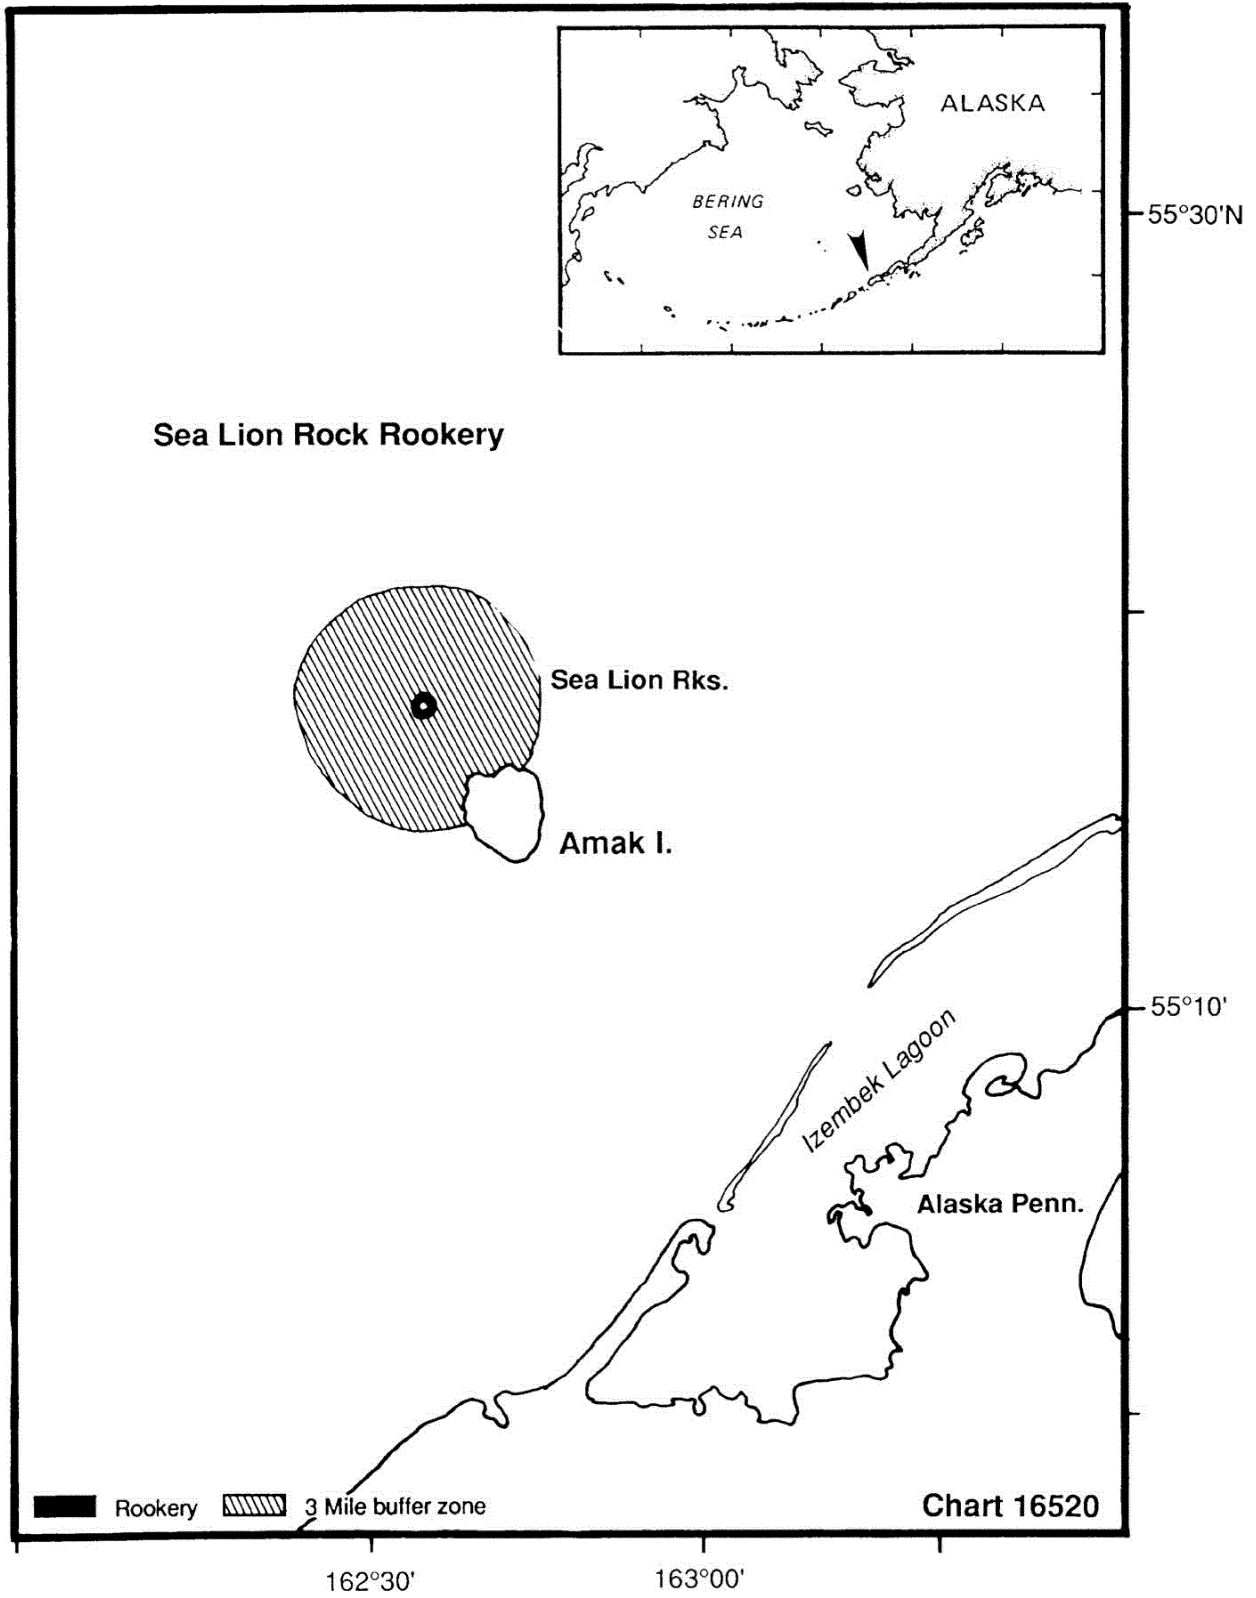 ALASKA
BERING
SEA
55°30'N
Sea Lion Rock Rookery
Sea Lion Rks.
Amak I.
55°10'
Izembek Lagoon
Alaska Penn.
Rookery
3 Mile buffer zone
Chart 16520
162°30'
163°00'